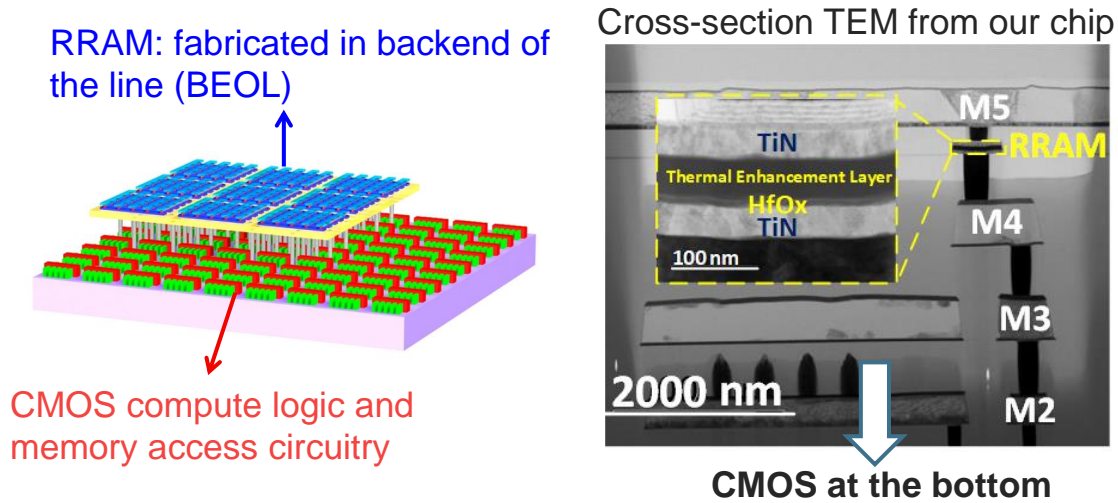 RRAM: fabricated in backend of
the line (BEOL)
CMOS compute logic and
memory access circuitry
Cross-section TEM from our chip
M5
RRAM
TiN
Thermal Enhancement Layer
HfOx
TiN
100 nm
M4
M3
2000 nm
M2
CMOS at the bottom